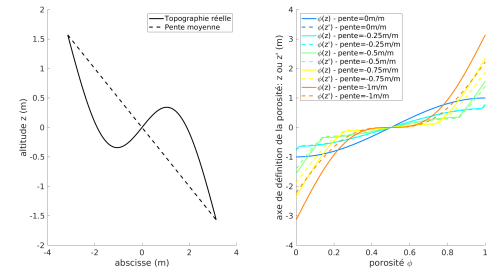 Topographie réelle
Pente moyenne
2
1.5
1
0.5
0
-0.5
-1
-1.5
-2
-4
-2
0
2
4
altitude z (m)
abscisse (m)
ϕ(z) - pente=0m/m
ϕ(z') - pente=0m/m
ϕ(z) - pente=-0.25m/m
ϕ(z') - pente=-0.25m/m
ϕ(z) - pente=-0.5m/m
ϕ(z') - pente=-0.5m/m
ϕ(z) - pente=-0.75m/m
ϕ(z') - pente=-0.75m/m
ϕ(z) - pente=-1m/m
ϕ(z') - pente=-1m/m
4
3
2
1
0
-1
-2
-3
-4
0
0.2
0.4
0.6
0.8
1
axe de définition de la porosité: z ou z' (m)
porosité ϕ